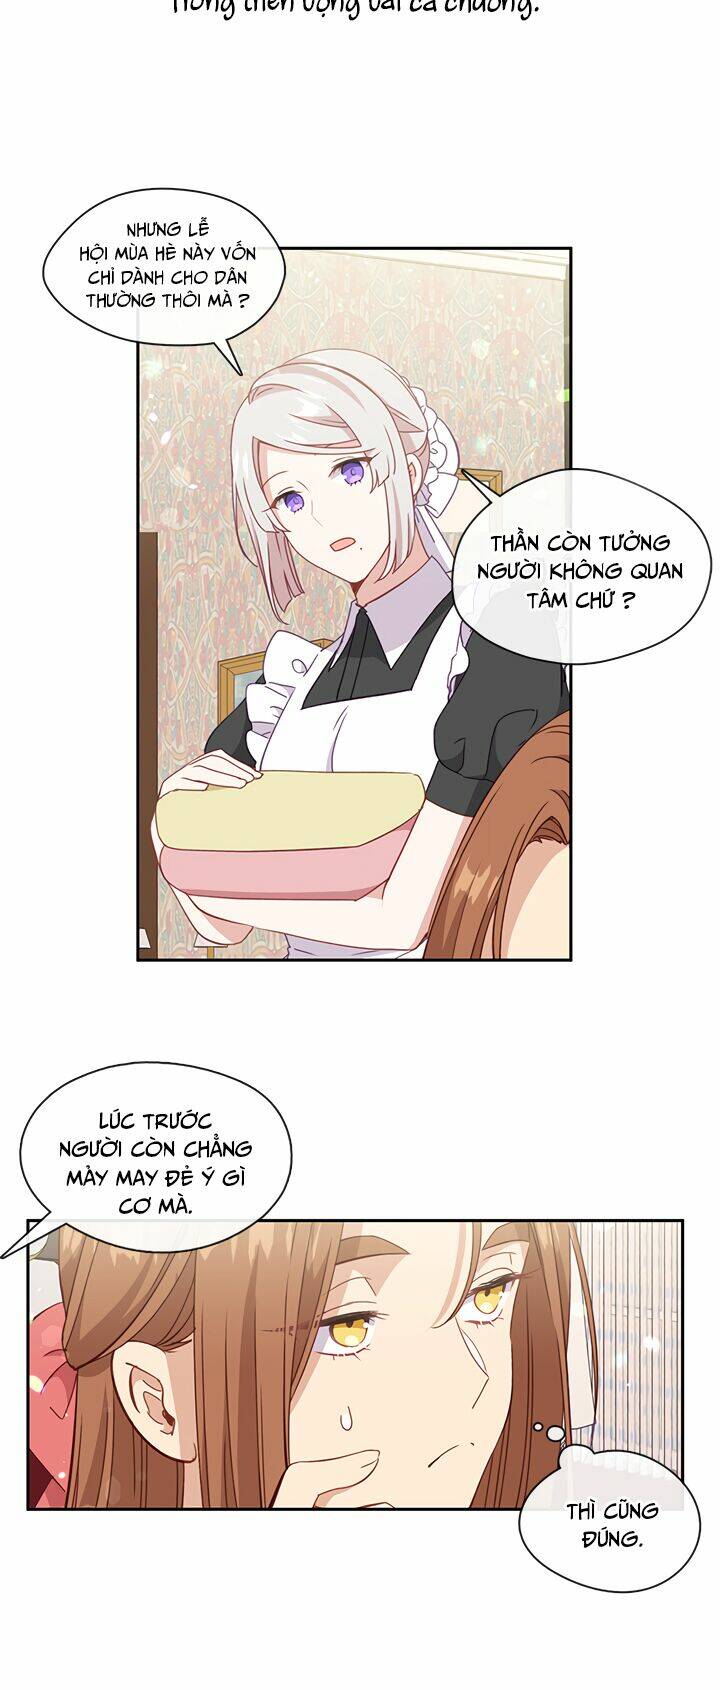 NHƯNG LỄ
HỘI MÙA HÈ NÀY VỐN
CHỈ DÀNH CHO DÂN
THƯỜNG THÔI MÀ ?
THẦN CÒN TƯỞNG
NGƯỜI KHÔNG QUAN
TÂM CHỨ ?
LÚC TRƯỚC
NGƯỜI CÒN CHẲNG
MẢY MAY ĐẺ Ý GÌ
CƠ MÀ.
THÌ CŨNG
ĐÚNG.